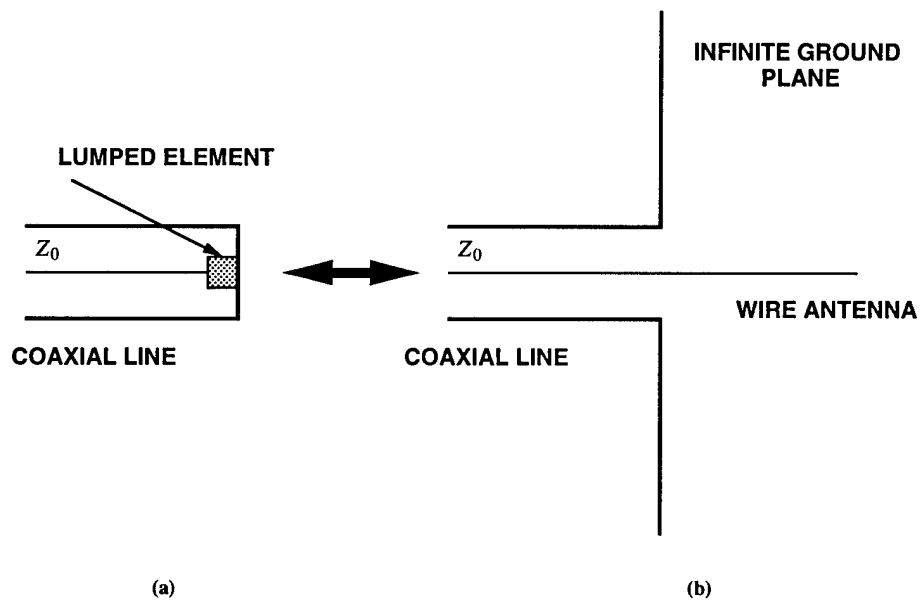 INFINITE GROUND
PLANE
LUMPED ELEMENT
Z₀
Z₀
WIRE ANTENNA
COAXIAL LINE
COAXIAL LINE
(a)
(b)